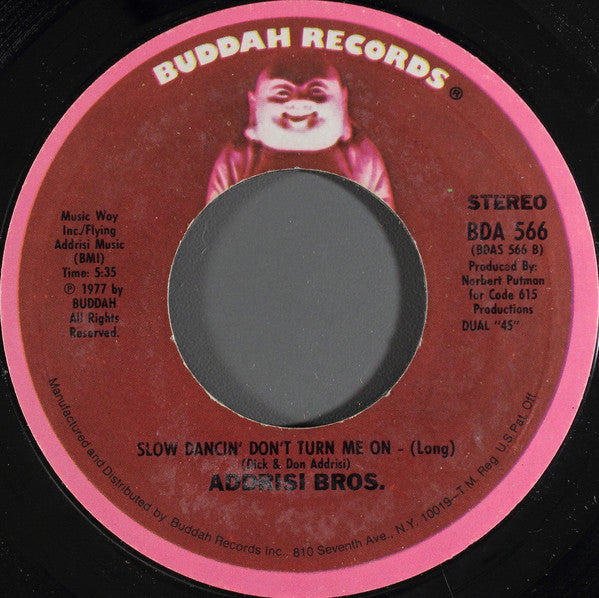 BUDDAH RECORDS®
Music Way
Inc./Flying
Addrisi Music
(BMI)
Time: 5:35
℗ 1977 by
BUDDAH
All Rights
Reserved.
STEREO
BDA 566
(BDAS 566 B)
Produced By:
Norbert Putman
for Code 615
Productions
DUAL "45"
SLOW DANCIN' DON'T TURN ME ON - (Long)
(Dick & Don Addrisi)
ADDRISI BROS.
Manufactured and Distributed by Buddah Records Inc., 810 Seventh Ave., N.Y. 10019—T.M. Reg. U.S. Pat. Off.